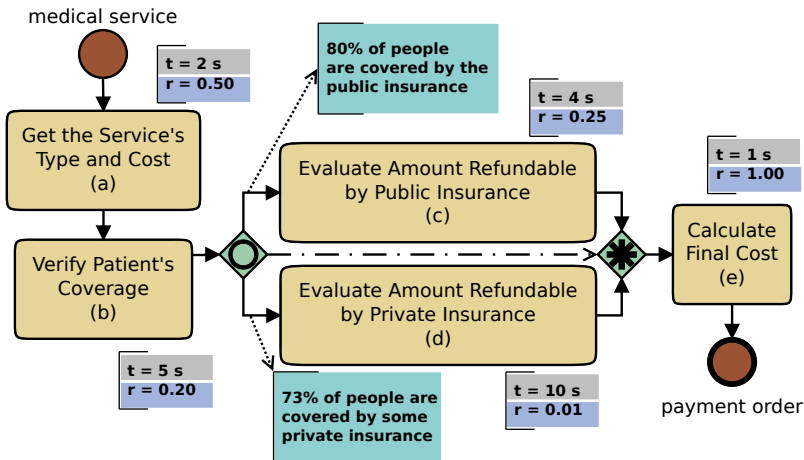 medical service
t = 2 s
r = 0.50
80% of people
are covered by the
public insurance
t = 4 s
r = 0.25
Get the Service's
Type and Cost
(a)
Evaluate Amount Refundable
by Public Insurance
(c)
t = 1 s
r = 1.00
Verify Patient's
Coverage
(b)
Calculate
Final Cost
(e)
Evaluate Amount Refundable
by Private Insurance
(d)
t = 5 s
r = 0.20
73% of people are
covered by some
private insurance
t = 10 s
r = 0.01
payment order